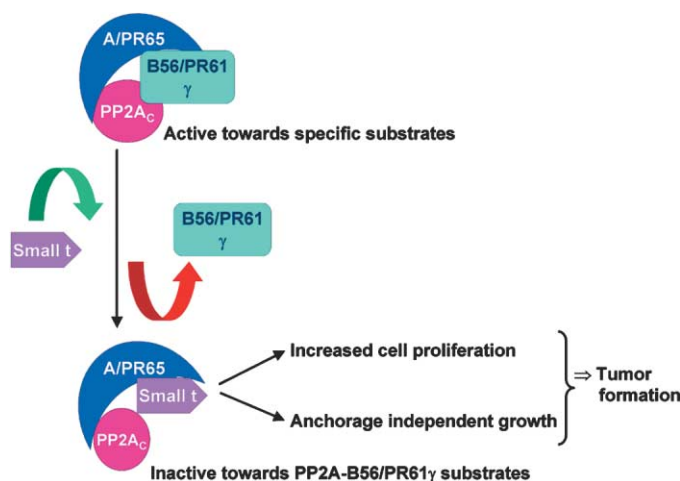 A/PR65
B56/PR61
γ
PP2Ac
Active towards specific substrates
Small t
B56/PR61
γ
A/PR65
Small t
PP2Ac
Increased cell proliferation
Anchorage independent growth
⇒ Tumor
formation
Inactive towards PP2A-B56/PR61γ substrates